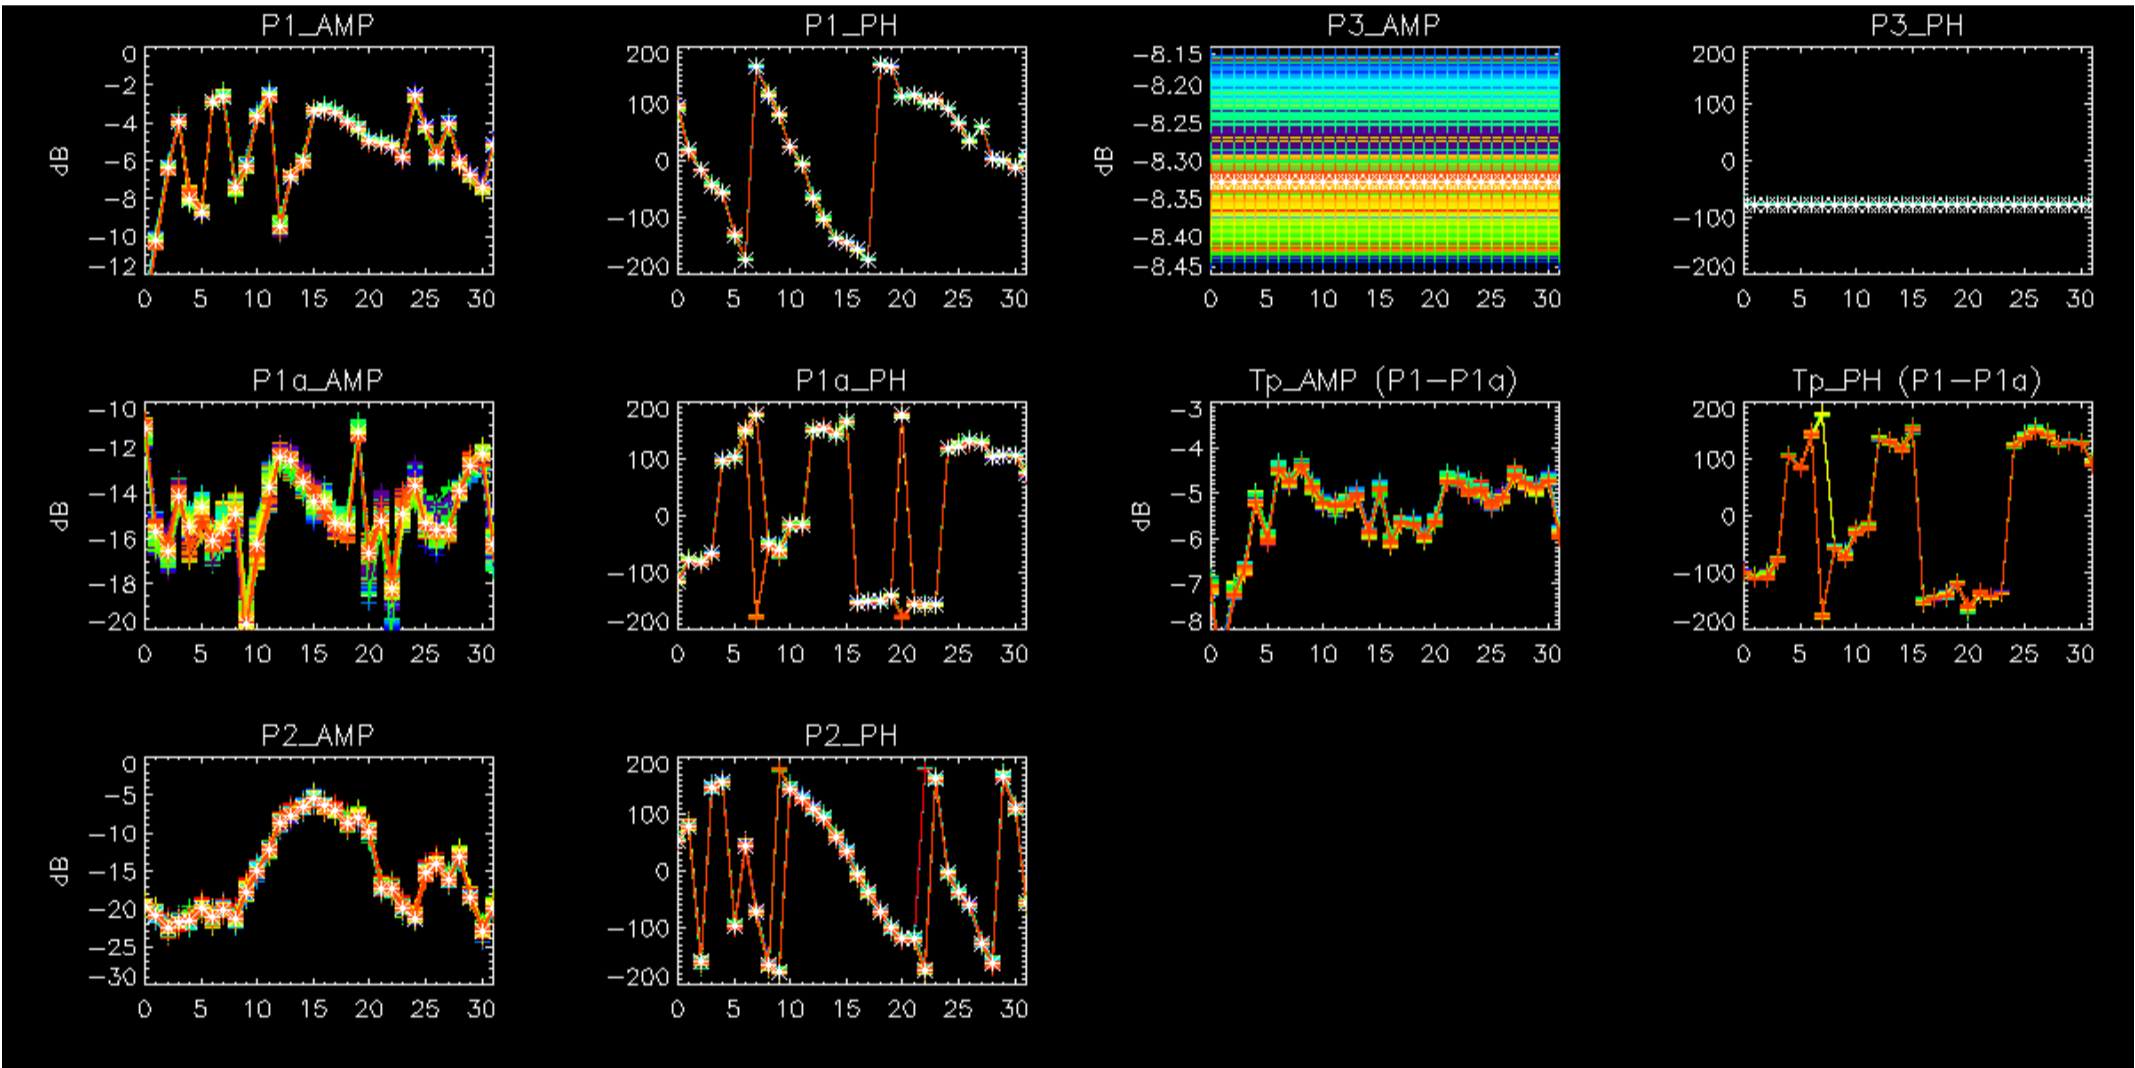 P1_AMP
0
-2
-4
-6
-8
-10
-12
dB
0 5 10 15 20 25 30
P1_PH
200
100
0
-100
-200
0 5 10 15 20 25 30
P3_AMP
-8.15
-8.20
-8.25
-8.30
-8.35
-8.40
-8.45
dB
0 5 10 15 20 25 30
P3_PH
200
100
0
-100
-200
0 5 10 15 20 25 30
P1a_AMP
-10
-12
-14
-16
-18
-20
dB
0 5 10 15 20 25 30
P1a_PH
200
100
0
-100
-200
0 5 10 15 20 25 30
Tp_AMP (P1-P1a)
-3
-4
-5
-6
-7
-8
dB
0 5 10 15 20 25 30
Tp_PH (P1-P1a)
200
100
0
-100
-200
0 5 10 15 20 25 30
P2_AMP
0
-5
-10
-15
-20
-25
-30
dB
0 5 10 15 20 25 30
P2_PH
200
100
0
-100
-200
0 5 10 15 20 25 30